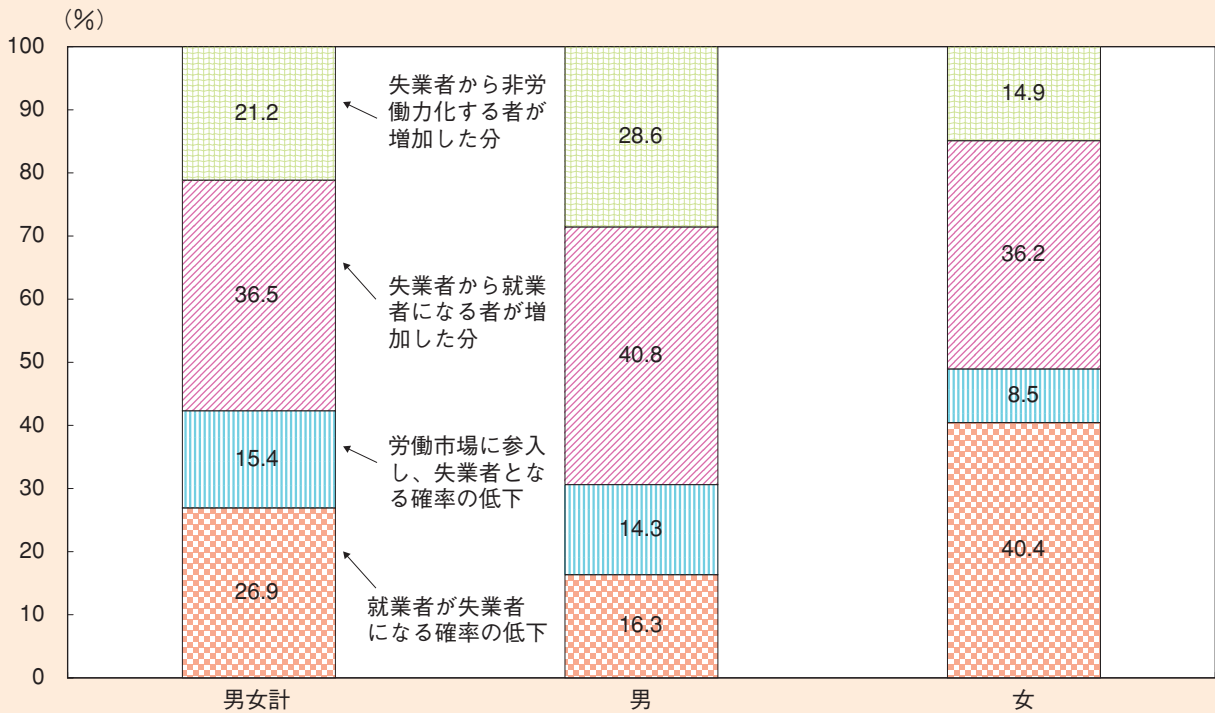 (%)
100
90
80
70
60
50
40
30
20
10
0
21.2
36.5
15.4
26.9
失業者から非労
働力化する者が
増加した分
失業者から就業
者になる者が増
加した分
労働市場に参入
し、失業者とな
る確率の低下
就業者が失業者
になる確率の低下
28.6
40.8
14.3
16.3
14.9
36.2
8.5
40.4
男女計
男
女